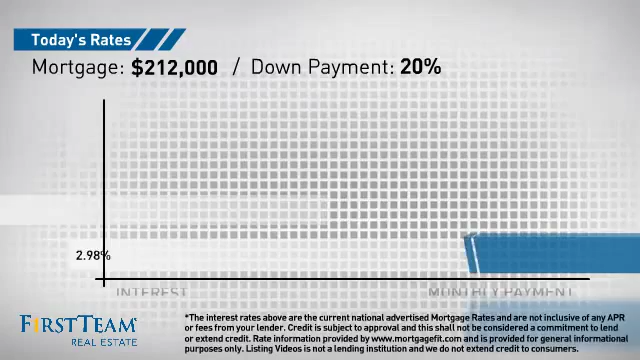 Today's Rates
Mortgage: $212,000 / Down Payment: 20%
2.98%
INTEREST
MONTHLY PAYMENT
FIRSTTEAM®
REAL ESTATE
*The interest rates above are the current national advertised Mortgage Rates and are not inclusive of any APR
or fees from your lender. Credit is subject to approval and this shall not be considered a commitment to lend
or extend credit. Rate information provided by www.mortgagefit.com and is provided for general informational
purposes only. Listing Videos is not a lending institution and we do not extend credit to consumers.